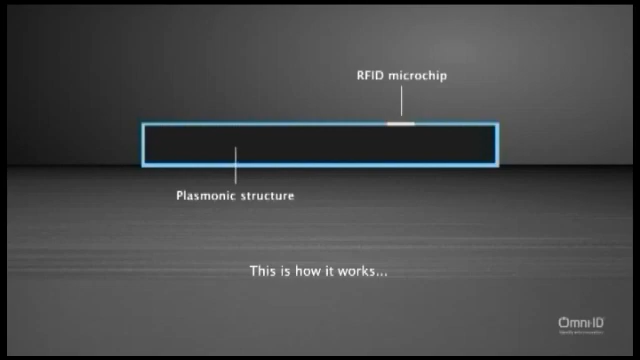 RFID microchip
Plasmonic structure
This is how it works...
Omni-ID